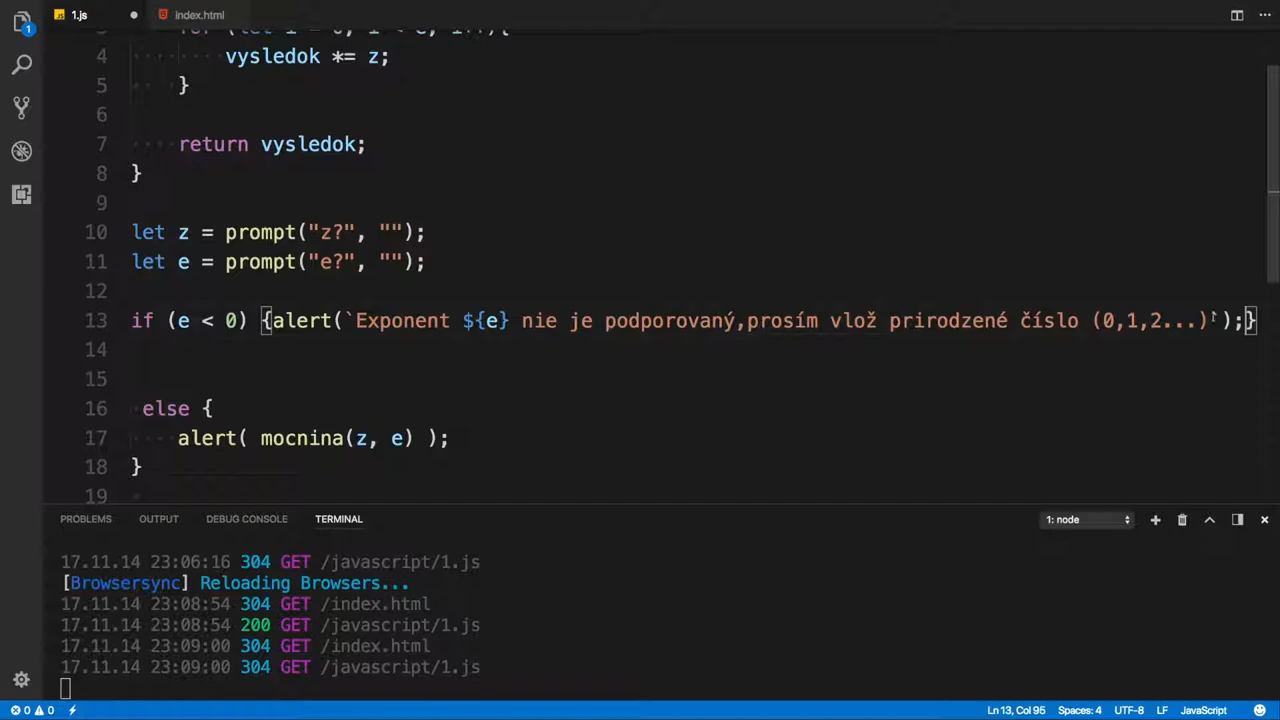 1.js
index.html
4 vysledok *= z;
5 }
6
7 return vysledok;
8 }
9
10 let z = prompt("z?", "");
11 let e = prompt("e?", "");
12
13 if (e < 0) {alert(`Exponent ${e} nie je podporovaný,prosím vlož prirodzené číslo (0,1,2...)`);}
14
15
16 else {
17 alert( mocnina(z, e) );
18 }
19
PROBLEMS OUTPUT DEBUG CONSOLE TERMINAL 1: node
17.11.14 23:06:16 304 GET /javascript/1.js
[Browsersync] Reloading Browsers...
17.11.14 23:08:54 304 GET /index.html
17.11.14 23:08:54 200 GET /javascript/1.js
17.11.14 23:09:00 304 GET /index.html
17.11.14 23:09:00 304 GET /javascript/1.js
0 0 Ln 13, Col 95 Spaces: 4 UTF-8 LF JavaScript